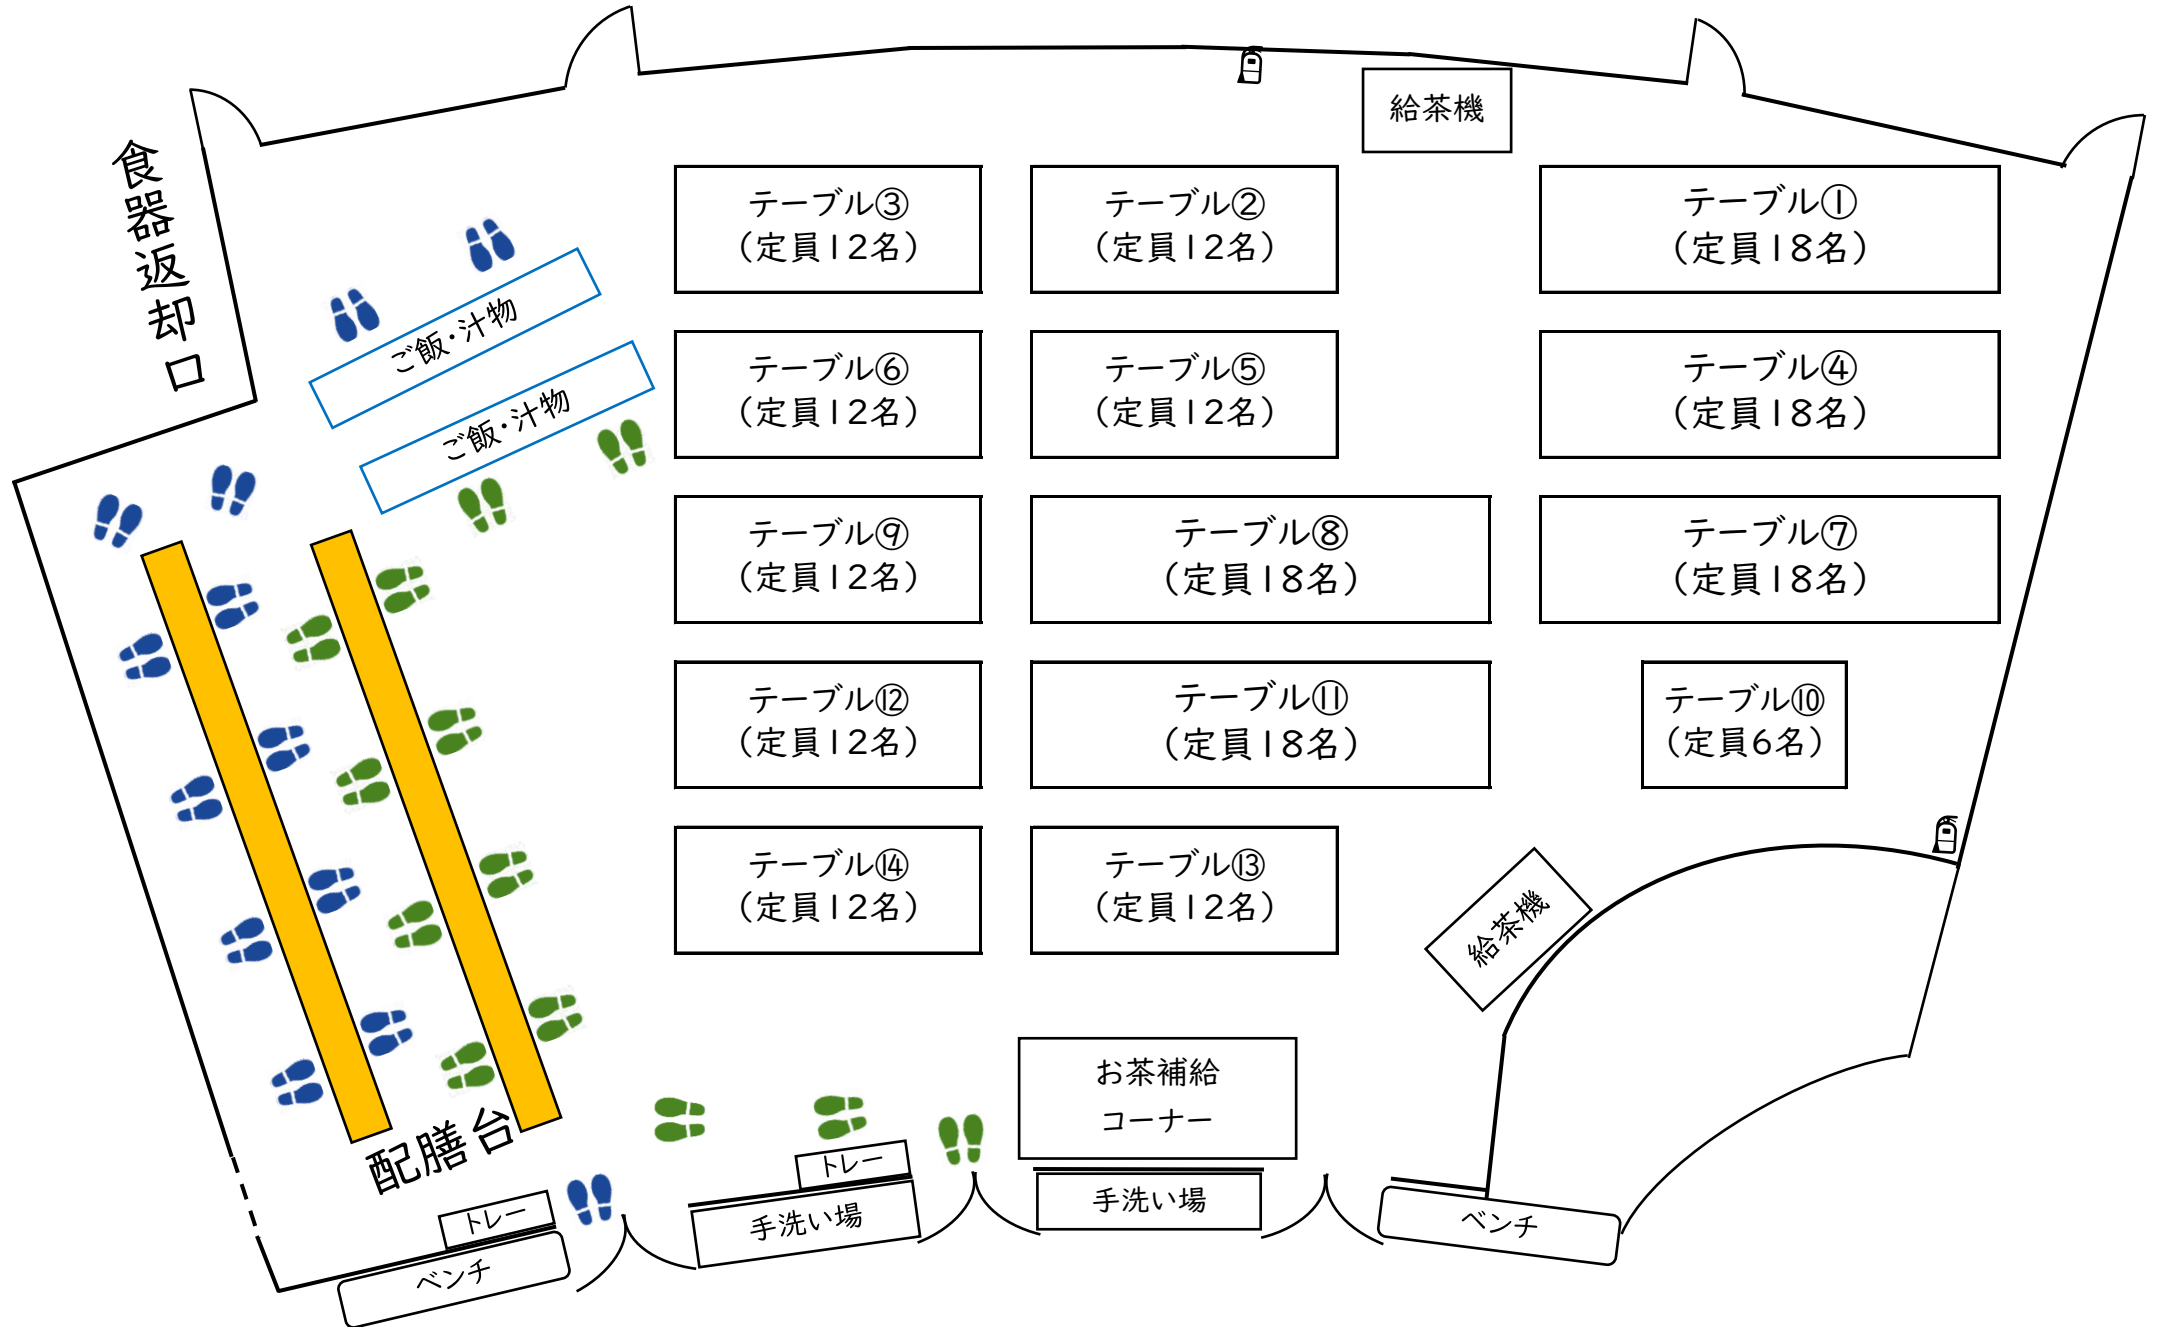 給茶機
食器返却口
テーブル③
(定員12名)
テーブル②
(定員12名)
テーブル①
(定員18名)
ご飯・汁物
ご飯・汁物
テーブル⑥
(定員12名)
テーブル⑤
(定員12名)
テーブル④
(定員18名)
テーブル⑨
(定員12名)
テーブル⑧
(定員18名)
テーブル⑦
(定員18名)
テーブル⑫
(定員12名)
テーブル⑪
(定員18名)
テーブル⑩
(定員6名)
テーブル⑭
(定員12名)
テーブル⑬
(定員12名)
給茶機
お茶補給
コーナー
配膳台
トレー
トレー
手洗い場
手洗い場
ベンチ
ベンチ